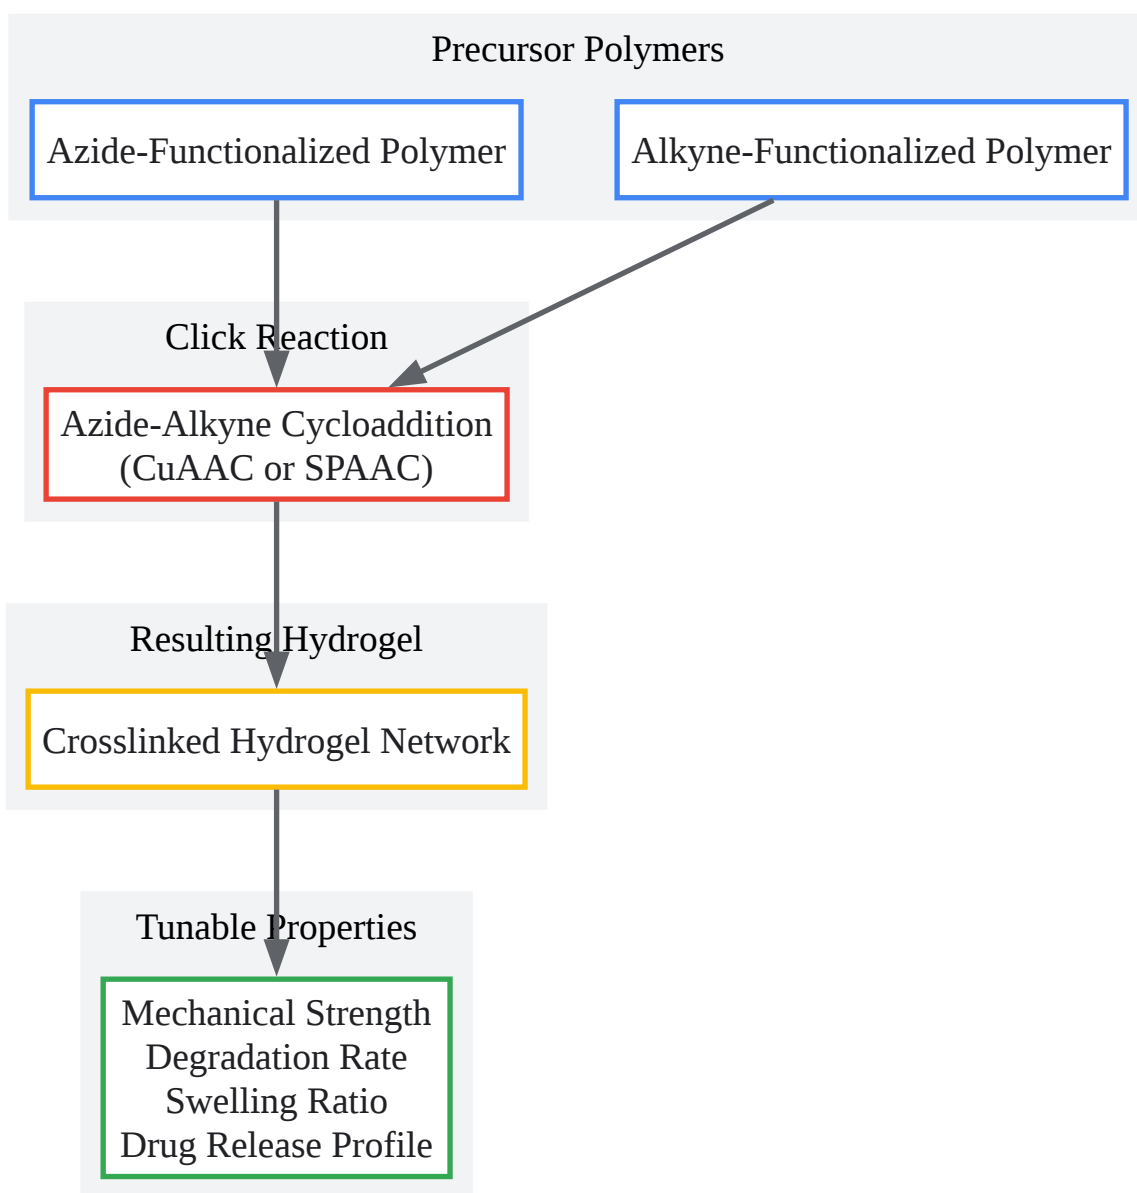 Precursor Polymers
Azide-Functionalized Polymer
Alkyne-Functionalized Polymer
Click Reaction
Azide-Alkyne Cycloaddition
(CuAAC or SPAAC)
Resulting Hydrogel
Crosslinked Hydrogel Network
Tunable Properties
Mechanical Strength
Degradation Rate
Swelling Ratio
Drug Release Profile